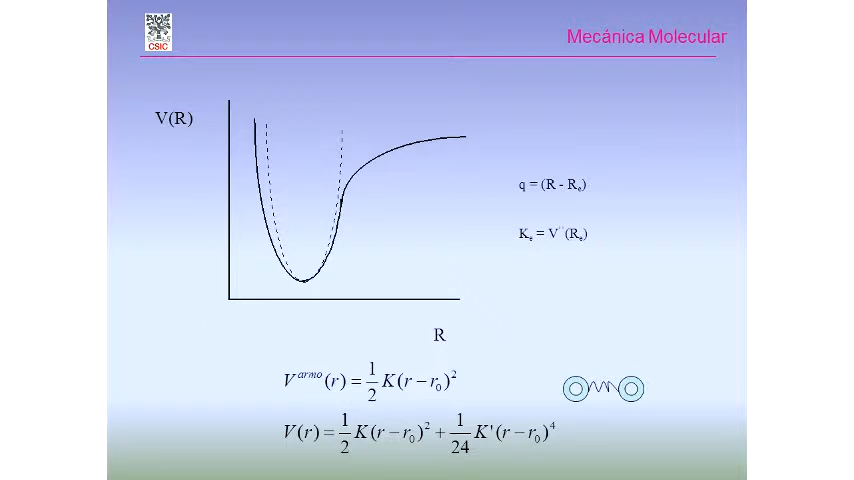 CSIC
Mecánica Molecular
V(R)
q = (R - Rₑ)
Kₑ = V´´(Rₑ)
R
V^armo (r) = 1/2 K(r − r₀)²
V(r) = 1/2 K(r − r₀)² + 1/24 K'(r − r₀)⁴